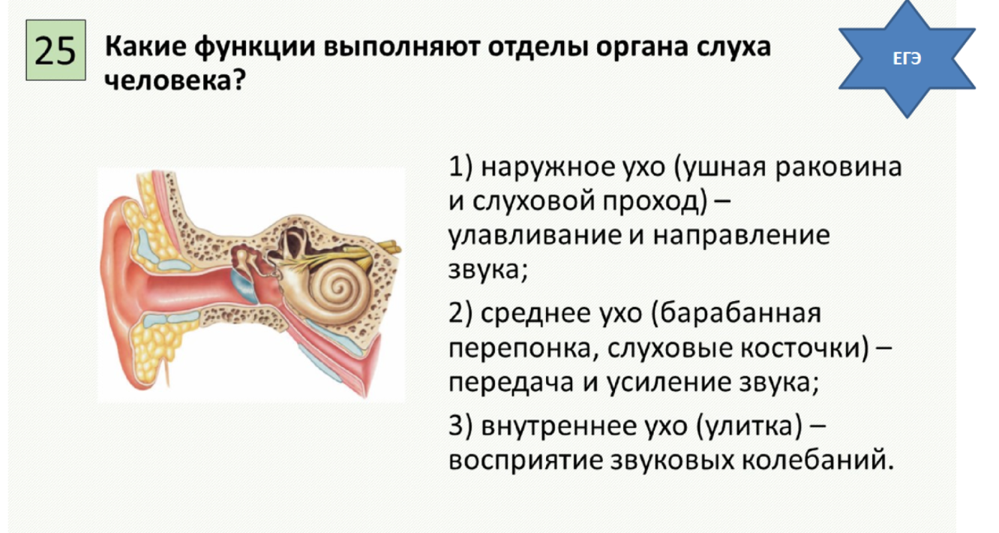 25
Какие функции выполняют отделы органа слуха
человека?
ЕГЭ
1) наружное ухо (ушная раковина
и слуховой проход) –
улавливание и направление
звука;
2) среднее ухо (барабанная
перепонка, слуховые косточки) –
передача и усиление звука;
3) внутреннее ухо (улитка) –
восприятие звуковых колебаний.